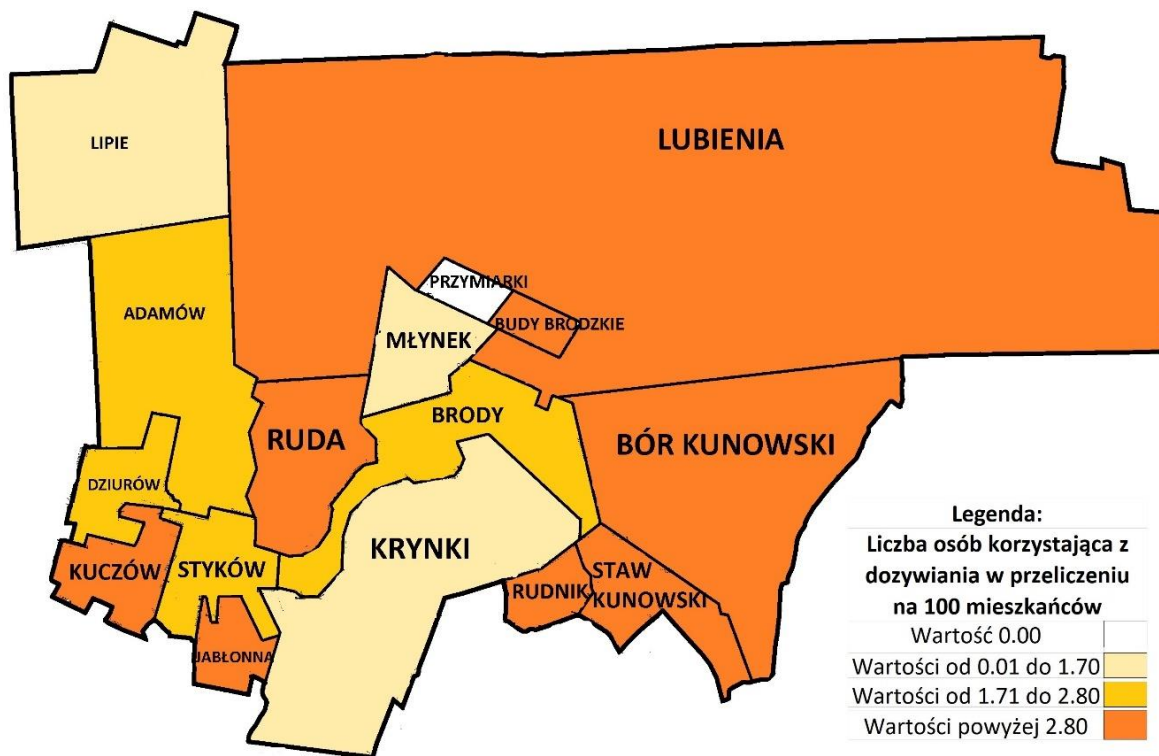 LIPIE
LUBIENIA
PRZYMIARKI
ADAMÓW
BUDY BRODZKIE
MŁYNEK
BRODY
RUDA
BÓR KUNOWSKI
DZIURÓW
KRYNKI
KUCZÓW
STYKÓW
STAW
KUNOWSKI
RUDNIK
JABŁONNA
Legenda:
Liczba osób korzystająca z
dozywiania w przeliczeniu
na 100 mieszkańców
Wartość 0.00
Wartości od 0.01 do 1.70
Wartości od 1.71 do 2.80
Wartości powyżej 2.80